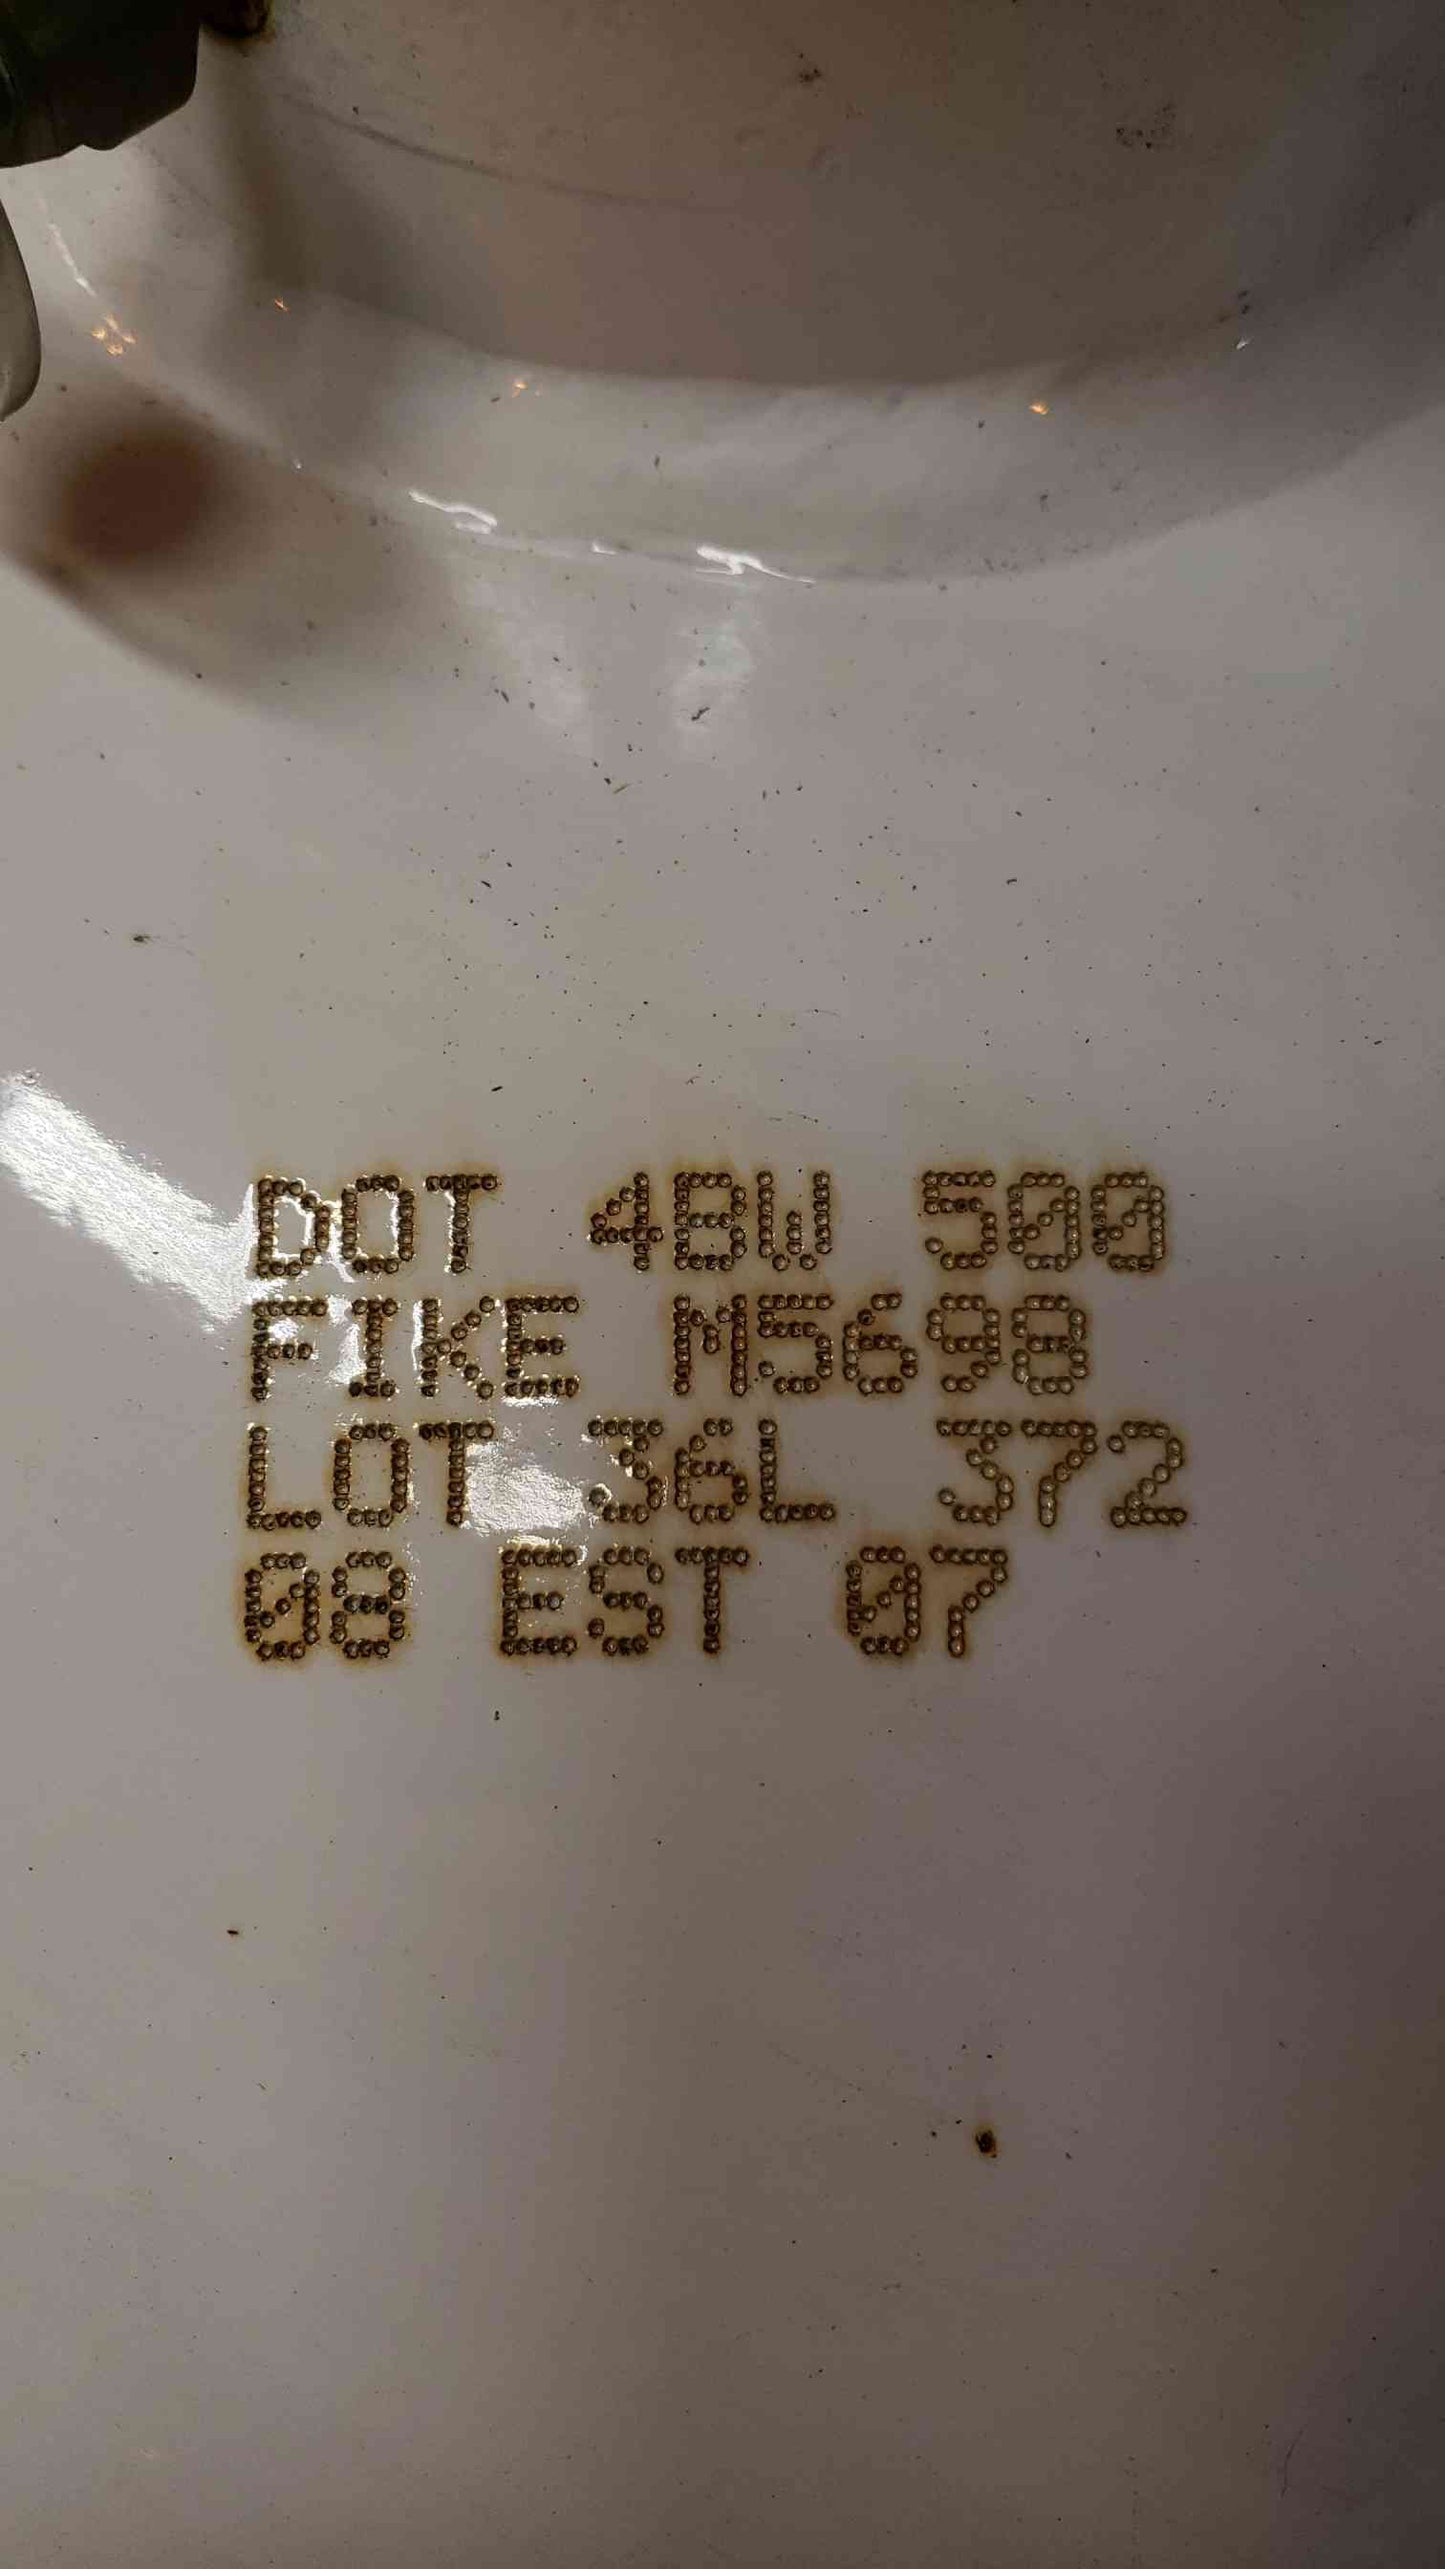 DOT 4BW 500
FIKE M5698
LOT 36L 372
08 EST 07